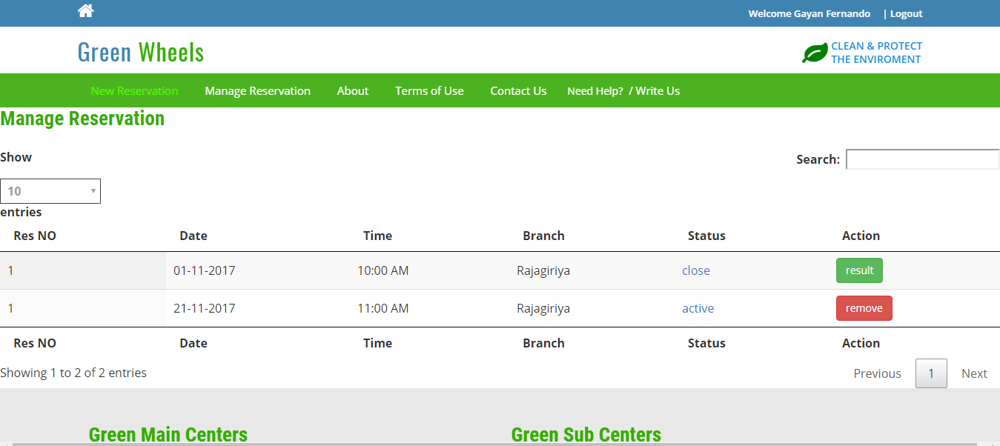 Welcome Gayan Fernando | Logout
Green Wheels
CLEAN & PROTECT
THE ENVIROMENT
New Reservation Manage Reservation About Terms of Use Contact Us Need Help? / Write Us
Manage Reservation
Show
Search:
10
entries
Res NO Date Time Branch Status Action
1 01-11-2017 10:00 AM Rajagiriya close result
1 21-11-2017 11:00 AM Rajagiriya active remove
Res NO Date Time Branch Status Action
Showing 1 to 2 of 2 entries Previous 1 Next
Green Main Centers Green Sub Centers